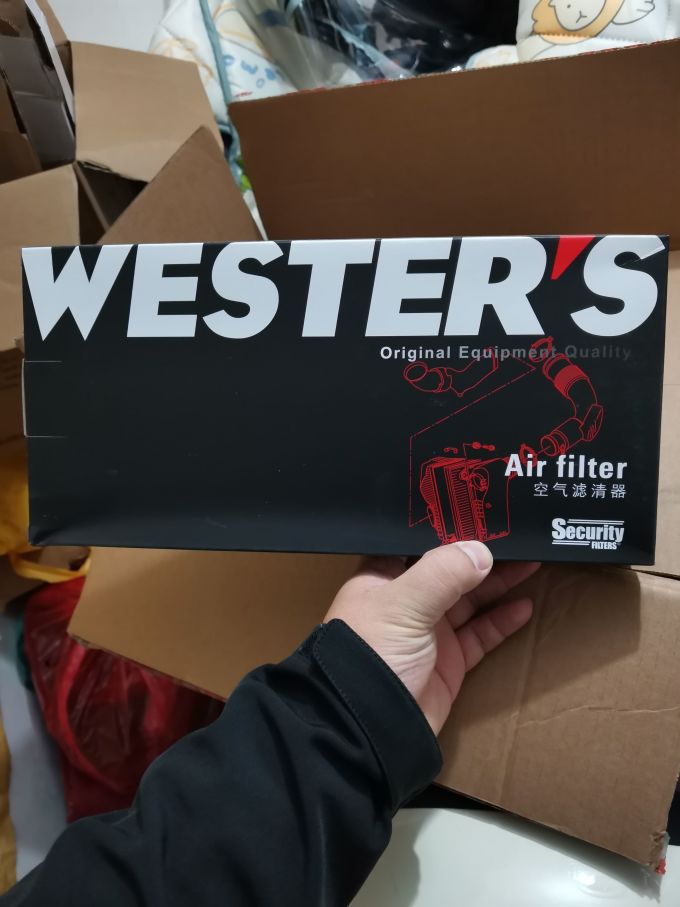 WESTER'S
Original Equipment Quality
Air filter
空气滤清器
Security
FILTERS